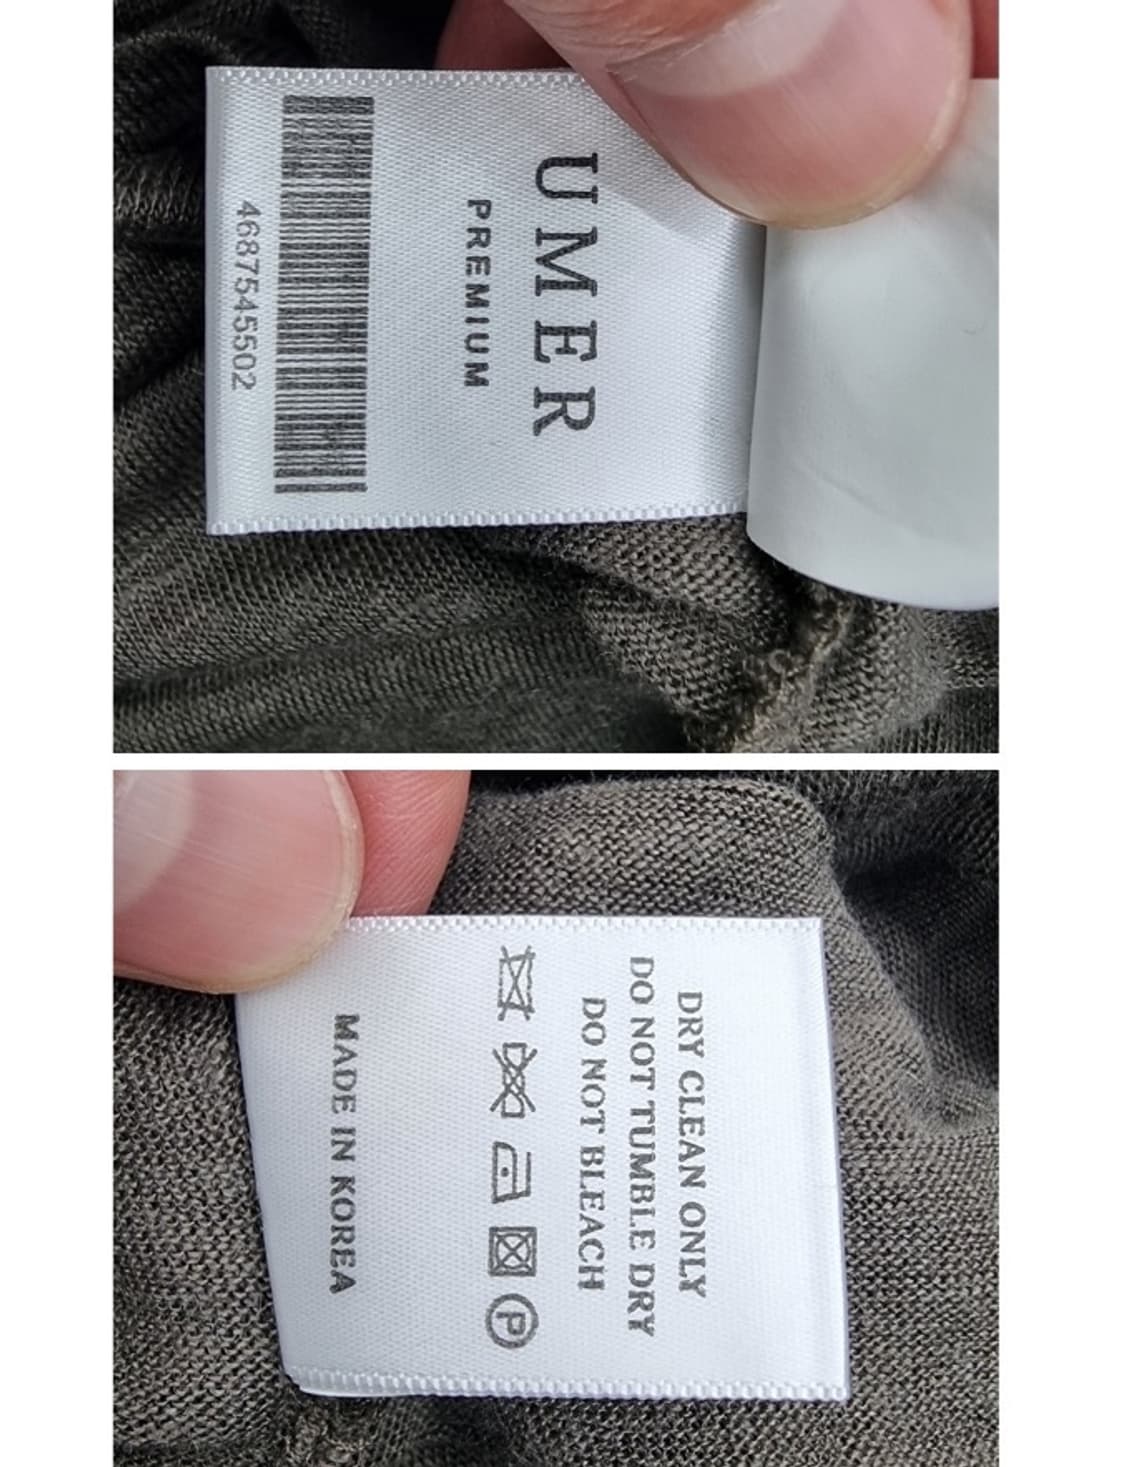 UMER
PREMIUM
4687545502
DRY CLEAN ONLY
DO NOT TUMBLE DRY
DO NOT BLEACH
P
MADE IN KOREA